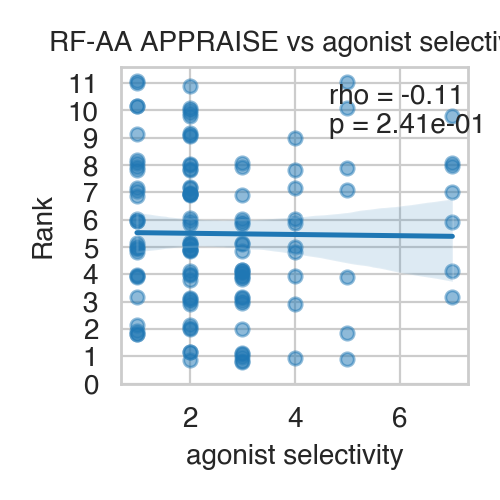 RF-AA APPRAISE vs agonist selectiv
rho = -0.11
p = 2.41e-01
11
10
9
8
7
6
5
4
3
2
1
0
Rank
2 4 6
agonist selectivity